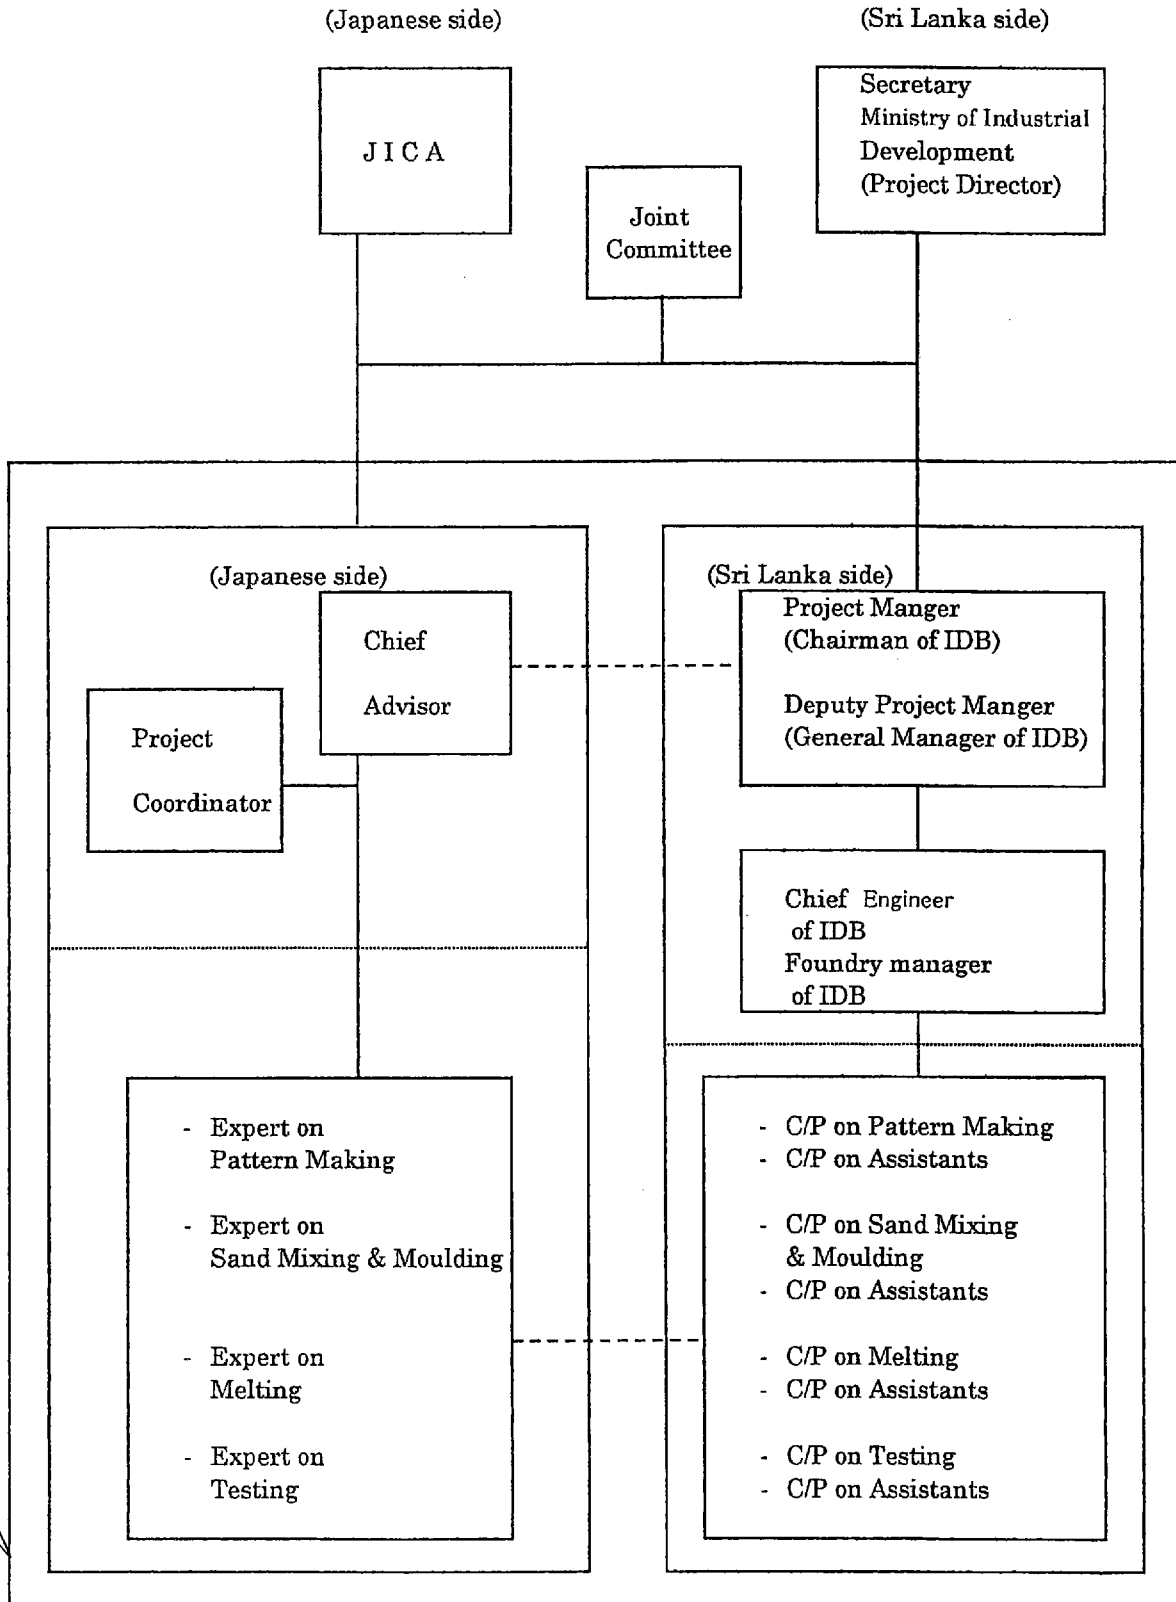 (Japanese side)
(Sri Lanka side)
J I C A
Secretary
Ministry of Industrial
Development
(Project Director)
Joint
Committee
(Japanese side)
Chief
Advisor
Project
Coordinator
(Sri Lanka side)
Project Manger
(Chairman of IDB)
Deputy Project Manger
(General Manager of IDB)
Chief Engineer
of IDB
Foundry manager
of IDB
- Expert on
Pattern Making
- Expert on
Sand Mixing & Moulding
- Expert on
Melting
- Expert on
Testing
- C/P on Pattern Making
- C/P on Assistants
- C/P on Sand Mixing
& Moulding
- C/P on Assistants
- C/P on Melting
- C/P on Assistants
- C/P on Testing
- C/P on Assistants